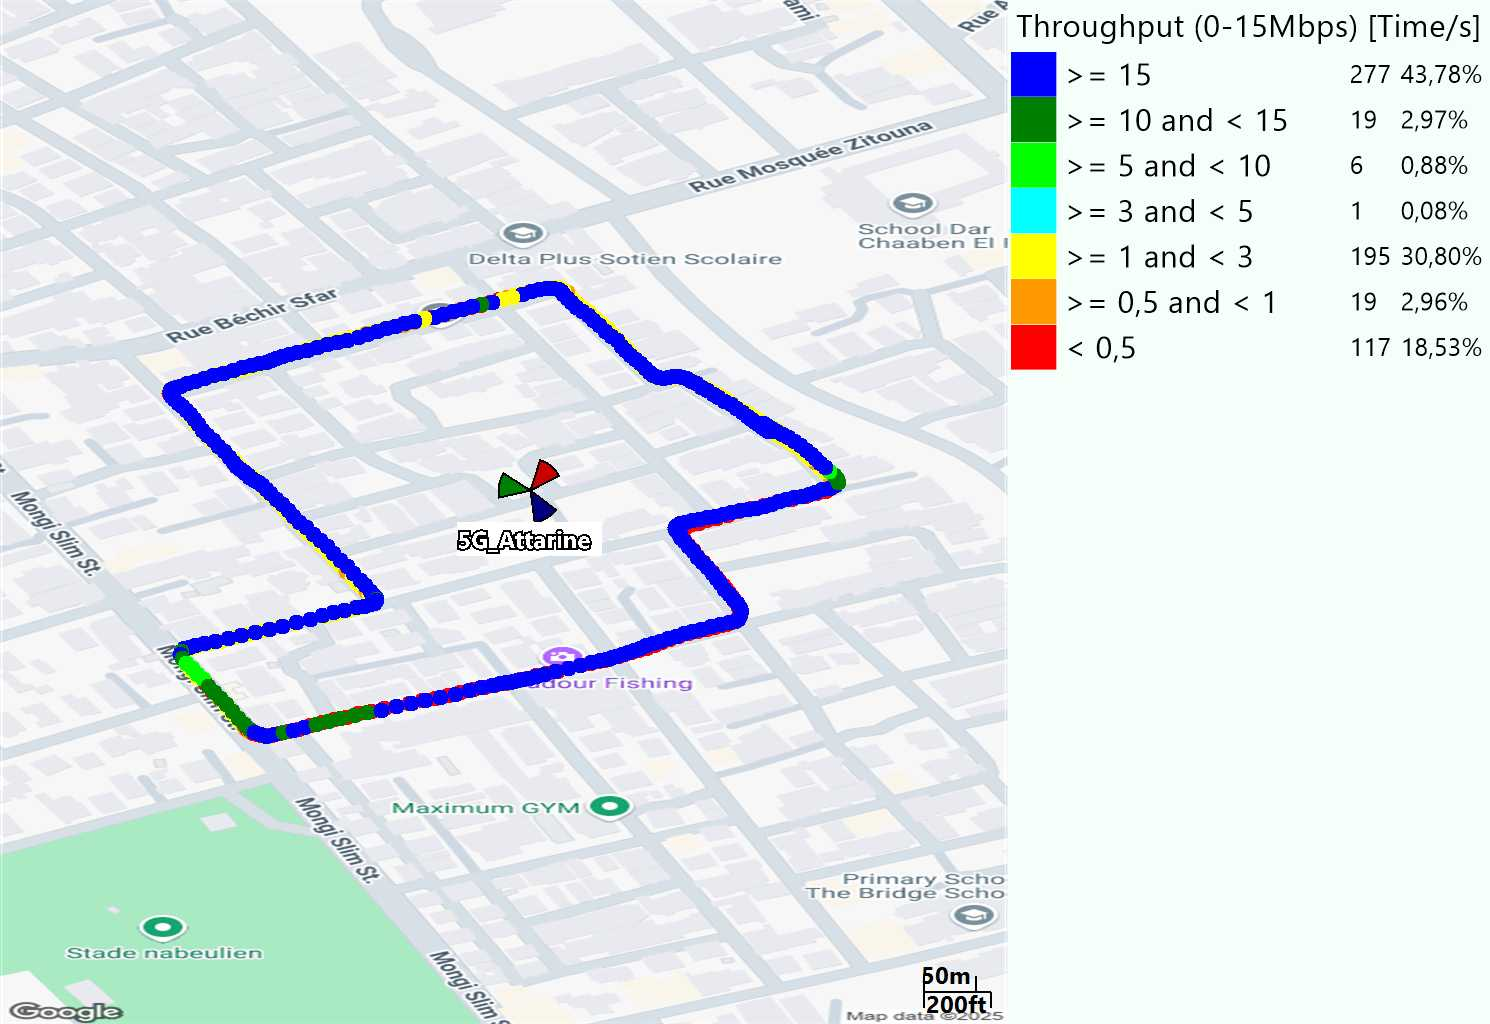 ami
Rue A
Rue Mosquée Zitouna
School Dar
Chaaben El
Delta Plus Sotien Scolaire
Rue Béchir Sfar
Mongi Slim St.
5G_Attarine
adour Fishing
Maximum GYM
Mongi Slim St.
Primary Scho
The Bridge Scho
Stade nabeulien
Mongi Slim S
50m
200ft
Google
Map data ©2025
Throughput (0-15Mbps) [Time/s]
>= 15 277 43,78%
>= 10 and < 15 19 2,97%
>= 5 and < 10 6 0,88%
>= 3 and < 5 1 0,08%
>= 1 and < 3 195 30,80%
>= 0,5 and < 1 19 2,96%
< 0,5 117 18,53%